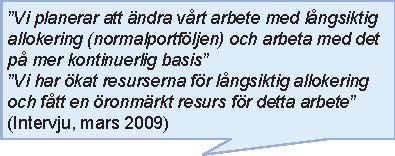 ”Vi planerar att ändra vårt arbete med långsiktig
allokering (normalportföljen) och arbeta med det
på mer kontinuerlig basis”
”Vi har ökat resurserna för långsiktig allokering
och fått en öronmärkt resurs för detta arbete”
(Intervju, mars 2009)